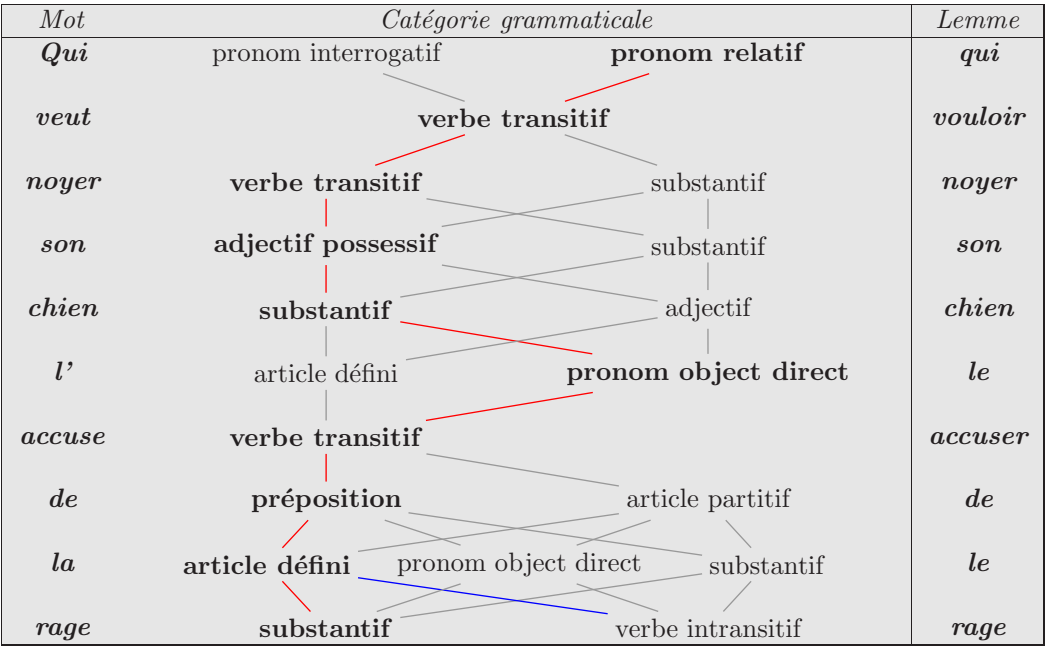 Mot Catégorie grammaticale Lemme
Qui pronom interrogatif pronom relatif qui
veut verbe transitif vouloir
noyer verbe transitif substantif noyer
son adjectif possessif substantif son
chien substantif adjectif chien
l’ article défini pronom object direct le
accuse verbe transitif accuser
de préposition article partitif de
la article défini pronom object direct substantif le
rage substantif verbe intransitif rage